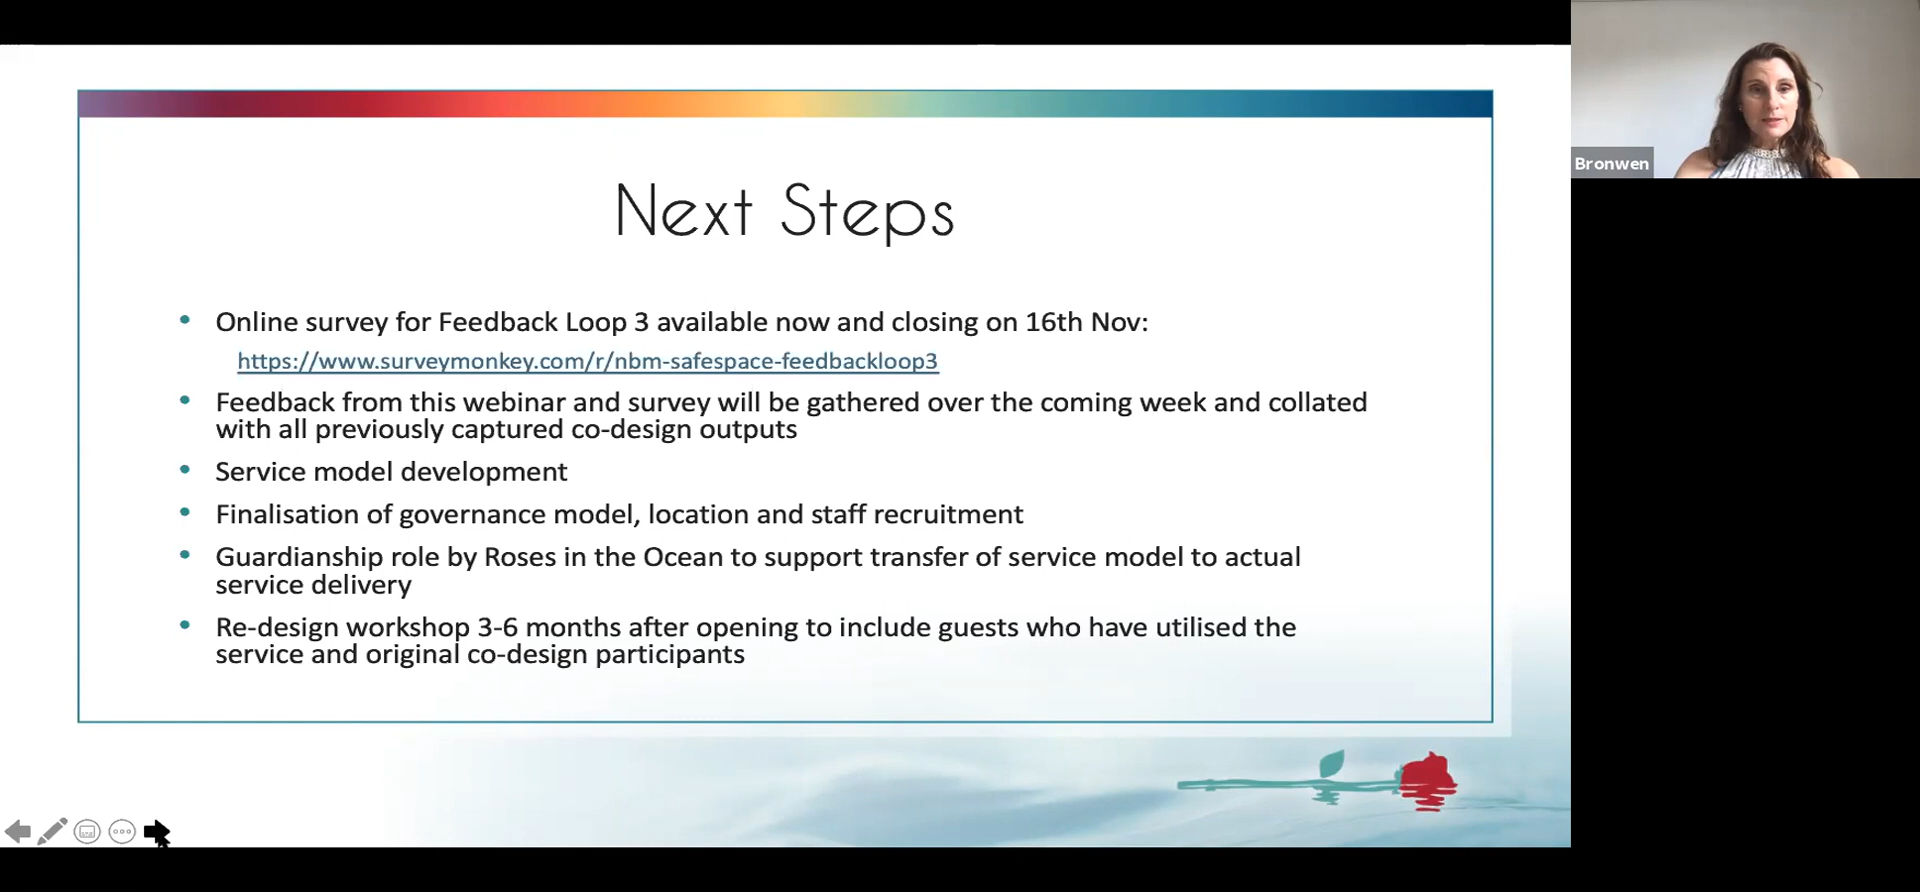 Next Steps
Online survey for Feedback Loop 3 available now and closing on 16th Nov:
https://www.surveymonkey.com/r/nbm-safespace-feedbackloop3
Feedback from this webinar and survey will be gathered over the coming week and collated
with all previously captured co-design outputs
Service model development
Finalisation of governance model, location and staff recruitment
Guardianship role by Roses in the Ocean to support transfer of service model to actual
service delivery
Re-design workshop 3-6 months after opening to include guests who have utilised the
service and original co-design participants
Bronwen